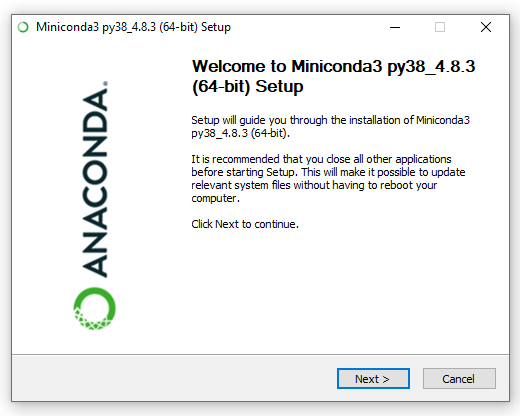 Miniconda3 py38_4.8.3 (64-bit) Setup
Welcome to Miniconda3 py38_4.8.3
(64-bit) Setup
Setup will guide you through the installation of Miniconda3
py38_4.8.3 (64-bit).
It is recommended that you close all other applications
before starting Setup. This will make it possible to update
relevant system files without having to reboot your
computer.
Click Next to continue.
ANACONDA.
Next >
Cancel